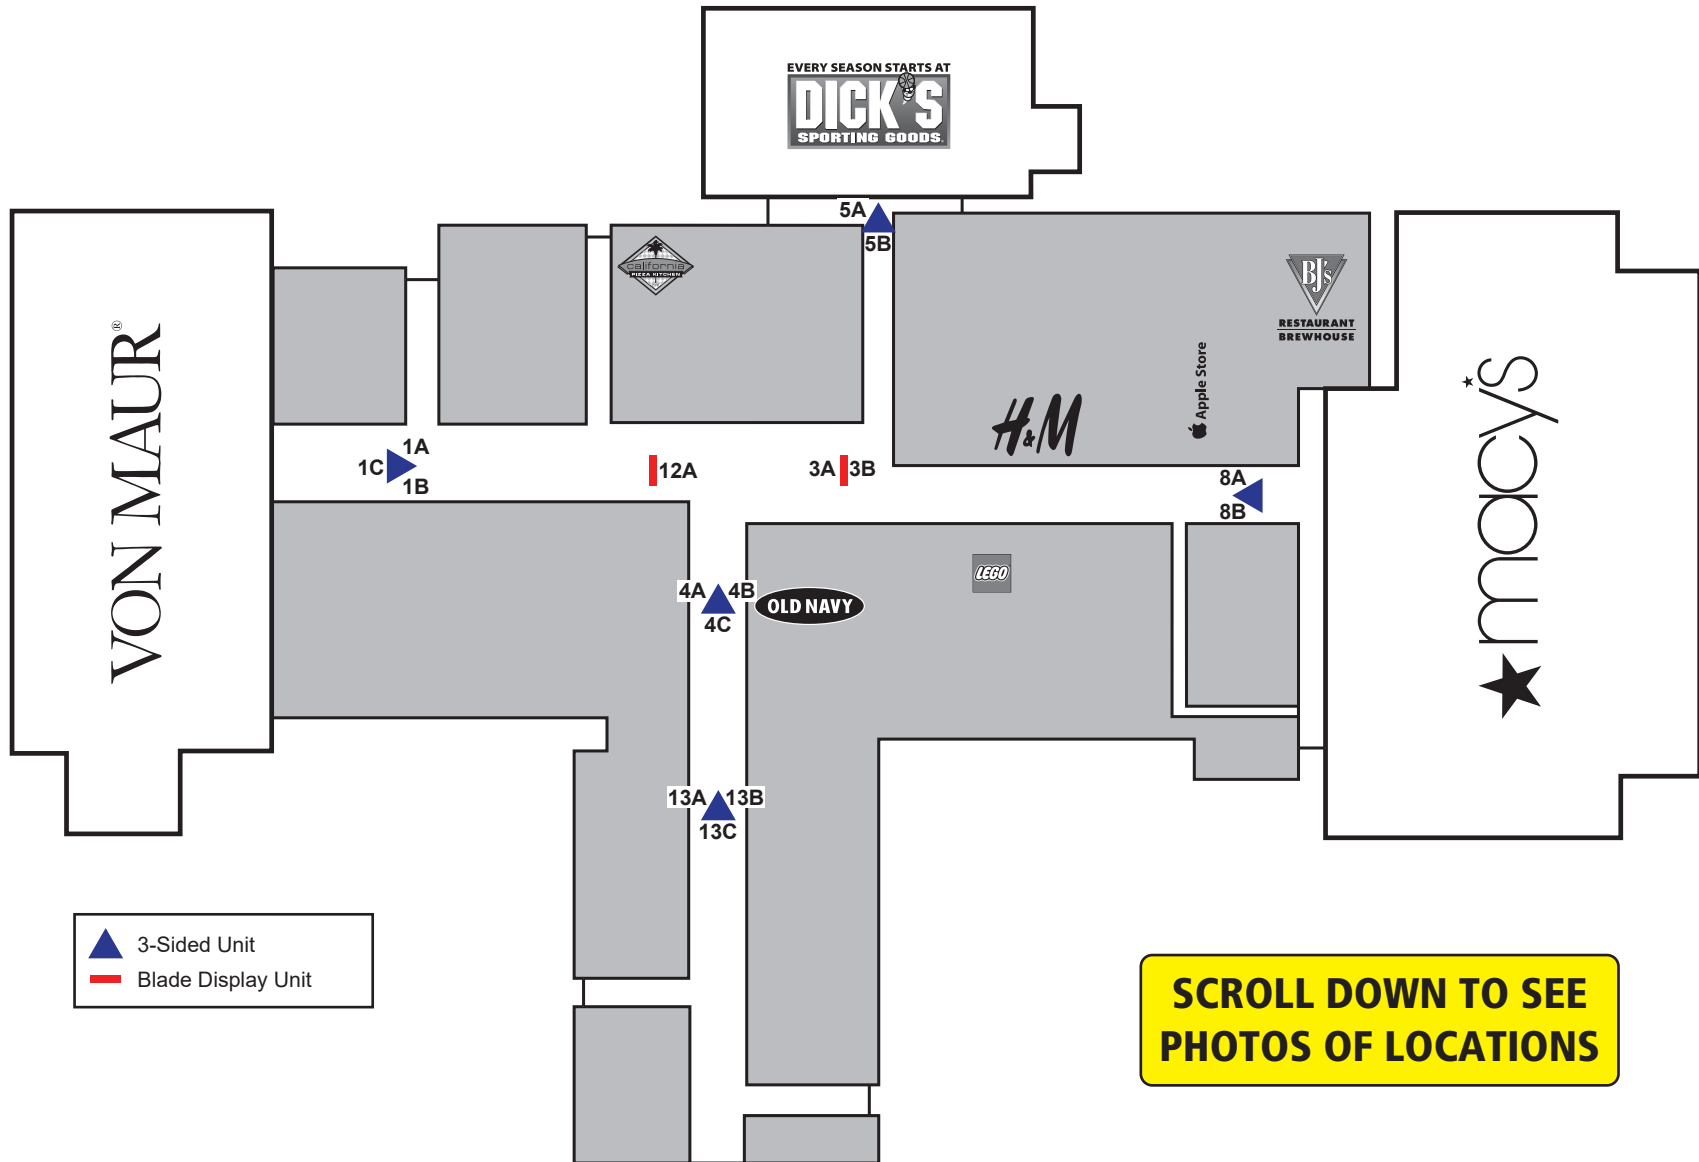 EVERY SEASON STARTS AT
DICK'S
SPORTING GOODS
5A
5B
california
PIZZA KITCHEN
BJ's
RESTAURANT
BREWHOUSE
VON MAUR®
Apple Store
H&M
macy's
1A
1C
1B
12A
3A 3B
8A
8B
LEGO
4A 4B
4C
OLD NAVY
13A 13B
13C
3-Sided Unit
Blade Display Unit
SCROLL DOWN TO SEE
PHOTOS OF LOCATIONS